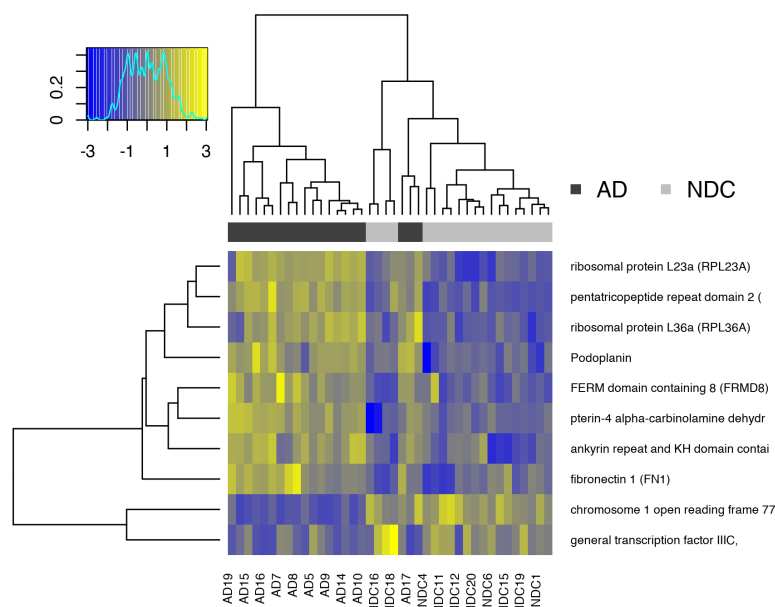 0.2
0
-3 -1 1 3
AD NDC
ribosomal protein L23a (RPL23A)
pentatricopeptide repeat domain 2 (
ribosomal protein L36a (RPL36A)
Podoplanin
FERM domain containing 8 (FRMD8)
pterin-4 alpha-carbinolamine dehydr
ankyrin repeat and KH domain contai
fibronectin 1 (FN1)
chromosome 1 open reading frame 77
general transcription factor IIIC,
AD19
AD15
AD16
AD7
AD8
AD5
AD9
AD14
AD10
IDC16
IDC18
AD17
NDC4
IDC11
IDC12
DC20
NDC6
IDC15
IDC19
NDC1